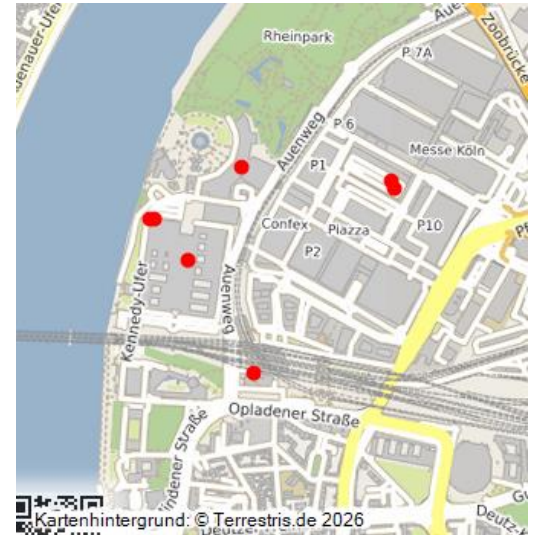 Rheinpark
Zoobrücke
P 7A
Auenweg
P 6
Messe Köln
P1
Confex
Piazza
P10
P2
Kennedy-Ufer
Auenweg
Opladener Straße
Kartenhintergrund: © Terrestris.de 2026